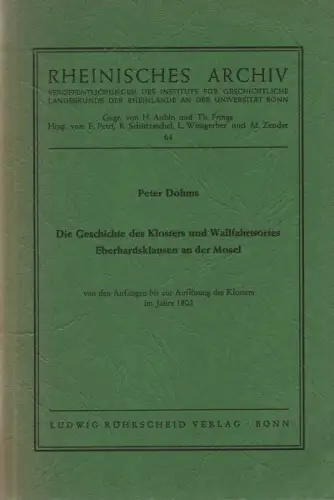 RHEINISCHES ARCHIV
VERÖFFENTLICHUNGEN DES INSTITUTS FÜR GESCHICHTLICHE
LANDESKUNDE DER RHEINLANDE AN DER UNIVERSITÄT BONN
Gegr. von H. Aubin und Th. Frings
Hrsg. von F. Petri, R. Schützeichel, L. Weisgerber und M. Zender
64
Peter Dohms
Die Geschichte des Klosters und Wallfahrtsortes
Eberhardsklausen an der Mosel
von den Anfängen bis zur Auflösung des Klosters
im Jahre 1802
LUDWIG RÖHRSCHEID VERLAG · BONN